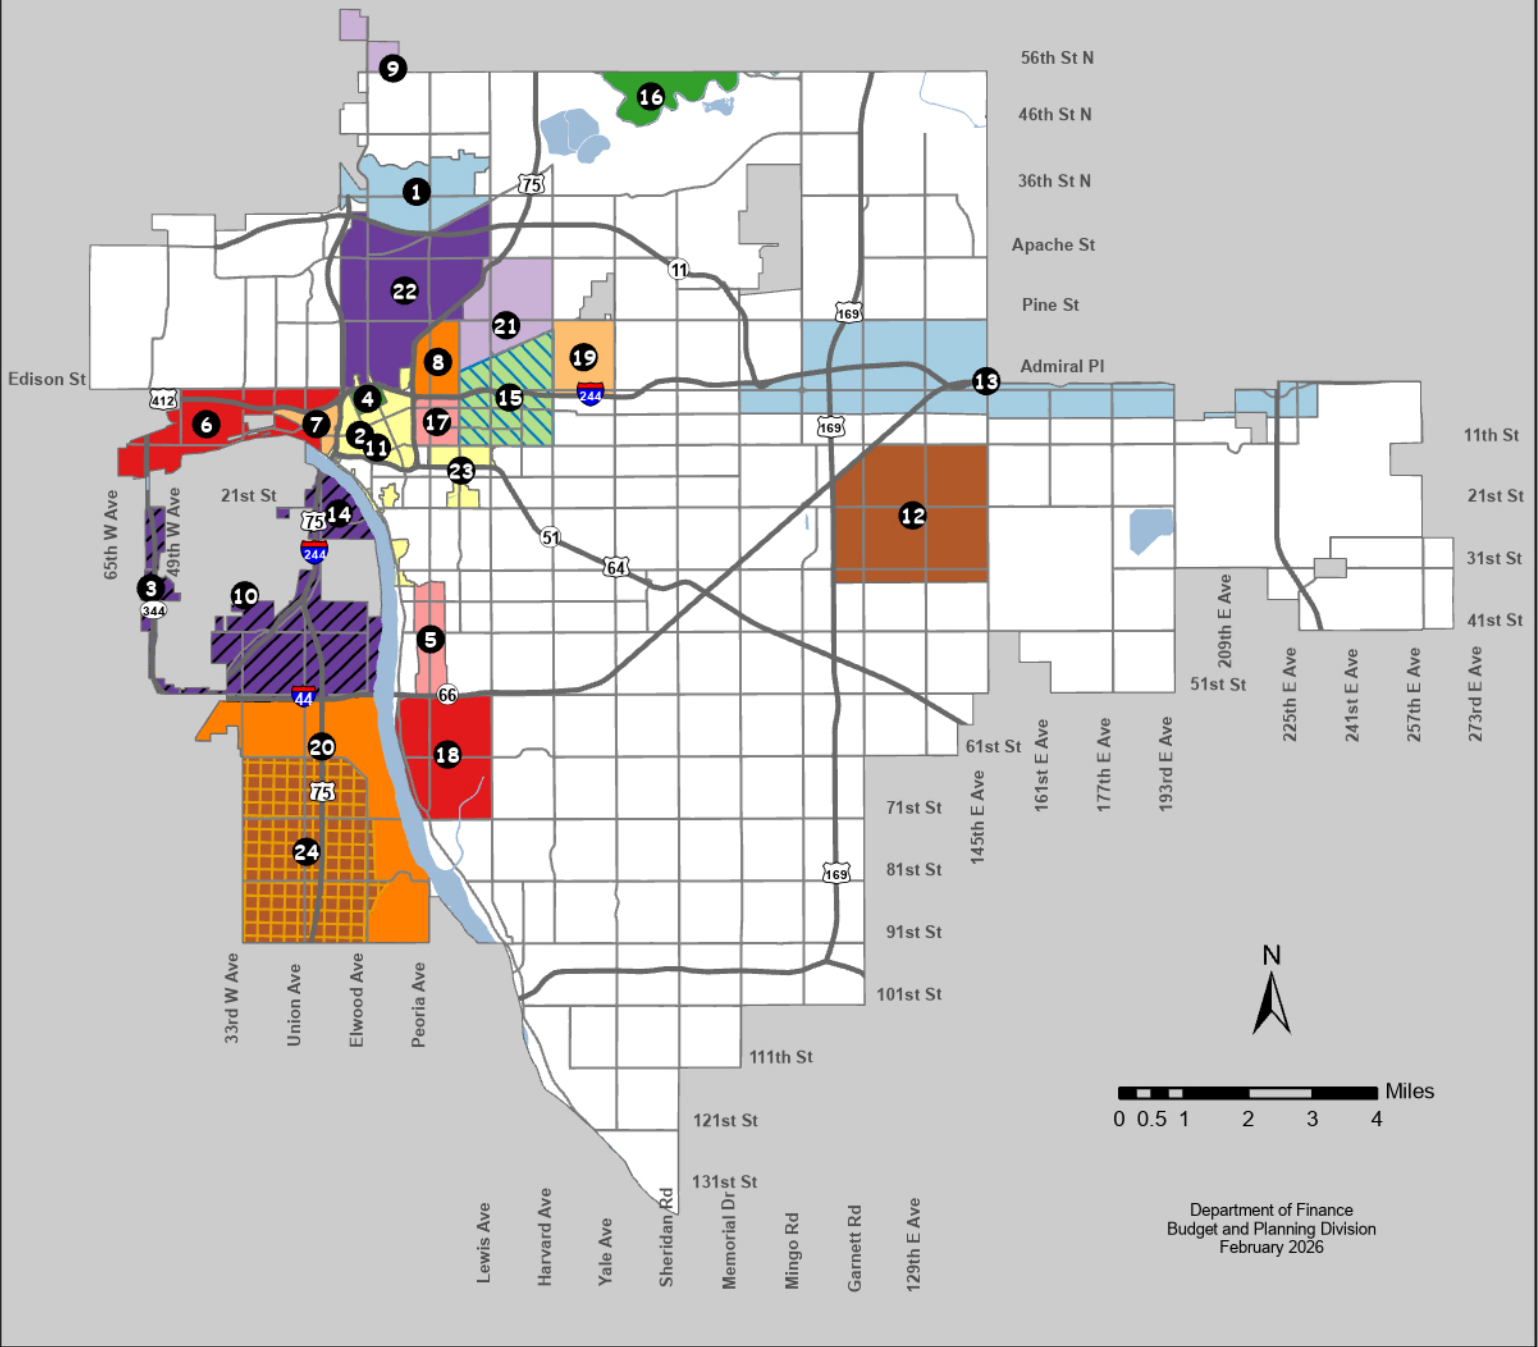 56th St N
9
16
46th St N
36th St N
75
1
Apache St
11
22
Pine St
169
21
8
19
Admiral Pl
Edison St
13
412
4
15
244
6
7
17
169
2
11
11th St
23
21st St
21st St
14
75
12
65th W Ave
49th W Ave
51
244
64
31st St
3
10
344
209th E Ave
41st St
5
51st St
44
66
225th E Ave
241st E Ave
257th E Ave
273rd E Ave
20
18
61st St
161st E Ave
177th E Ave
193rd E Ave
75
145th E Ave
71st St
24
81st St
169
91st St
N
33rd W Ave
Union Ave
Elwood Ave
Peoria Ave
101st St
111th St
Miles
0 0.5 1 2 3 4
121st St
131st St
Lewis Ave
Harvard Ave
Yale Ave
Sheridan Rd
Memorial Dr
Mingo Rd
Garnett Rd
129th E Ave
Department of Finance
Budget and Planning Division
February 2026